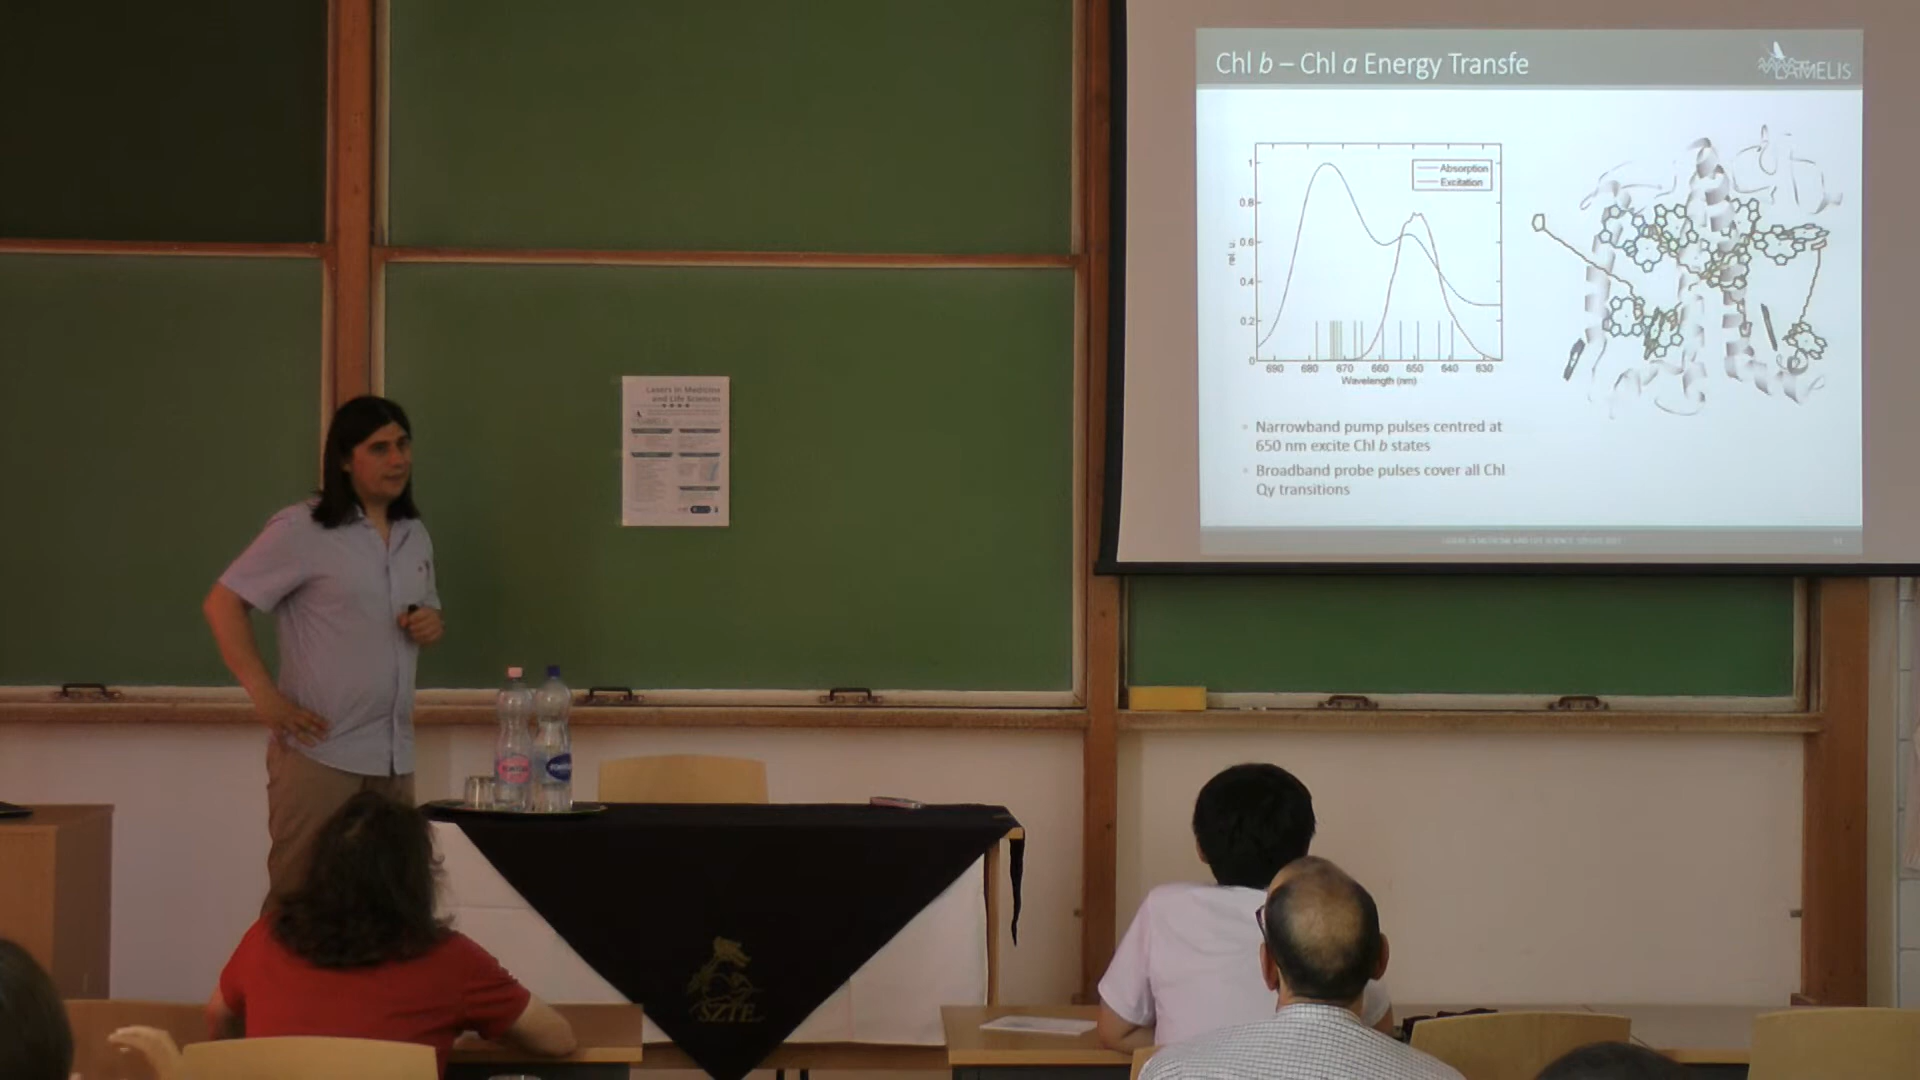 Chl b – Chl a Energy Transfe
LAMELIS
1
0.8
0.6
0.4
0.2
0
rel. u.
Absorption
Excitation
690 680 670 660 650 640 630
Wavelength (nm)
Narrowband pump pulses centred at
650 nm excite Chl b states
Broadband probe pulses cover all Chl
Qy transitions
Lasers in Medicine
and Life Sciences
SZTE